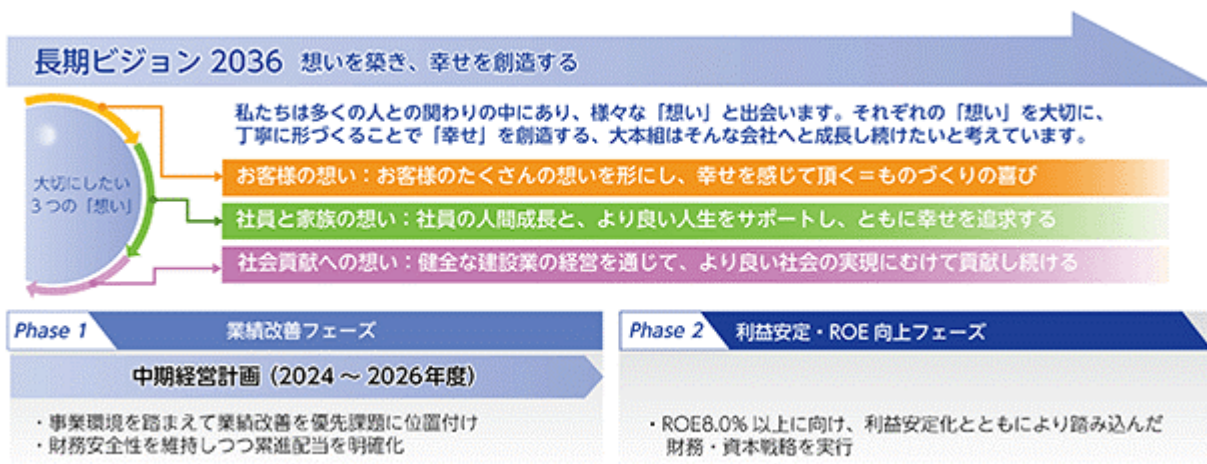 長期ビジョン 2036 想いを築き、幸せを創造する
私たちは多くの人との関わりの中にあり、様々な「想い」と出会います。それぞれの「想い」を大切に、
丁寧に形づくることで「幸せ」を創造する、大本組はそんな会社へと成長し続けたいと考えています。
大切にしたい
3つの「想い」
お客様の想い：お客様のたくさんの想いを形にし、幸せを感じて頂く＝ものづくりの喜び
社員と家族の想い：社員の人間成長と、より良い人生をサポートし、ともに幸せを追求する
社会貢献への想い：健全な建設業の経営を通じて、より良い社会の実現にむけて貢献し続ける
Phase 1 業績改善フェーズ
中期経営計画（2024 ～ 2026年度）
・事業環境を踏まえて業績改善を優先課題に位置付け
・財務安全性を維持しつつ累進配当を明確化
Phase 2 利益安定・ROE 向上フェーズ
・ROE8.0% 以上に向け、利益安定化とともにより踏み込んだ
財務・資本戦略を実行